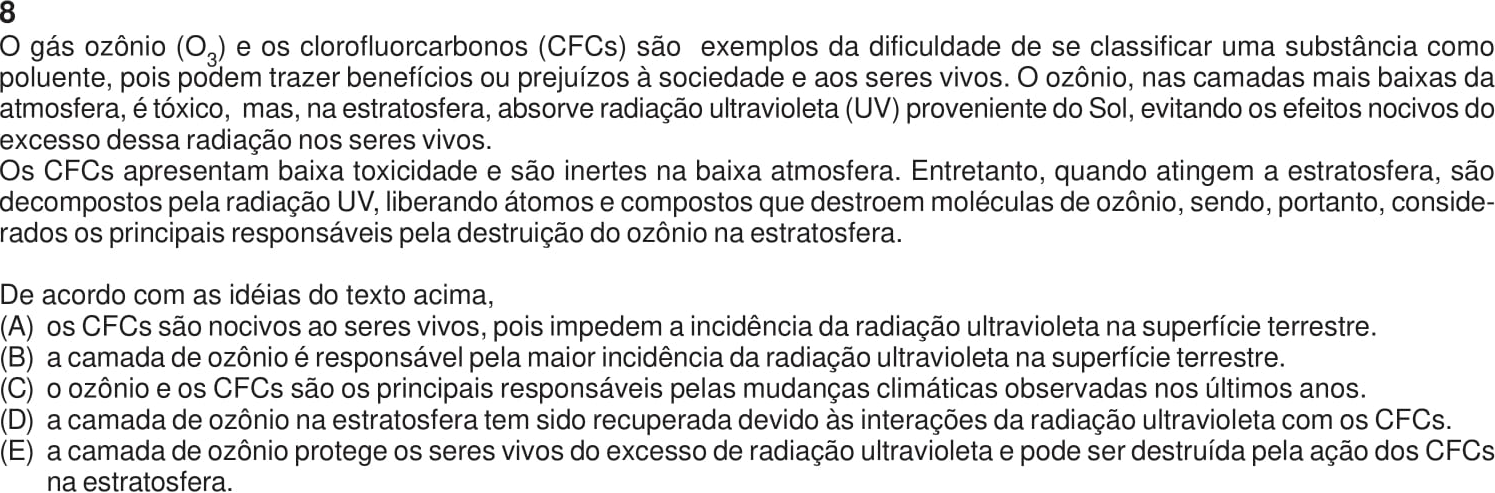 8
O gás ozônio (O3) e os clorofluorcarbonos (CFCs) são exemplos da dificuldade de se classificar uma substância como
poluente, pois podem trazer benefícios ou prejuízos à sociedade e aos seres vivos. O ozônio, nas camadas mais baixas da
atmosfera, é tóxico, mas, na estratosfera, absorve radiação ultravioleta (UV) proveniente do Sol, evitando os efeitos nocivos do
excesso dessa radiação nos seres vivos.
Os CFCs apresentam baixa toxicidade e são inertes na baixa atmosfera. Entretanto, quando atingem a estratosfera, são
decompostos pela radiação UV, liberando átomos e compostos que destroem moléculas de ozônio, sendo, portanto, conside-
rados os principais responsáveis pela destruição do ozônio na estratosfera.
De acordo com as idéias do texto acima,
(A) os CFCs são nocivos ao seres vivos, pois impedem a incidência da radiação ultravioleta na superfície terrestre.
(B) a camada de ozônio é responsável pela maior incidência da radiação ultravioleta na superfície terrestre.
(C) o ozônio e os CFCs são os principais responsáveis pelas mudanças climáticas observadas nos últimos anos.
(D) a camada de ozônio na estratosfera tem sido recuperada devido às interações da radiação ultravioleta com os CFCs.
(E) a camada de ozônio protege os seres vivos do excesso de radiação ultravioleta e pode ser destruída pela ação dos CFCs
na estratosfera.